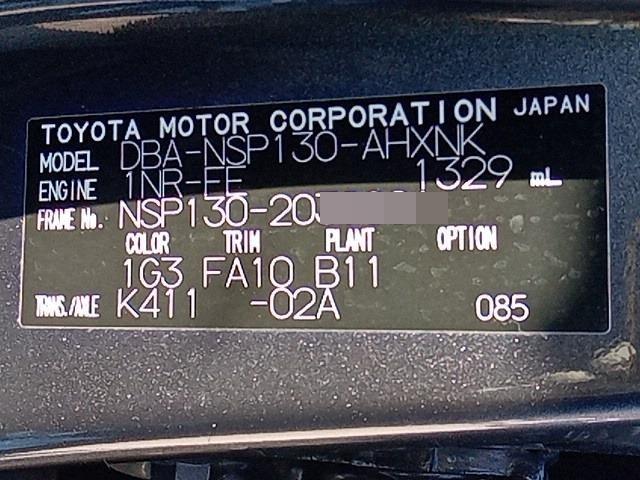 TOYOTA MOTOR CORPORATION JAPAN
MODEL DBA-NSP130-AHXNK
ENGINE 1NR-EE 1329 mL
FRAME No. NSP130-20
COLOR TRIM PLANT OPTION
1G3 FA10 B11
TRANS./AXLE K411 -02A 085